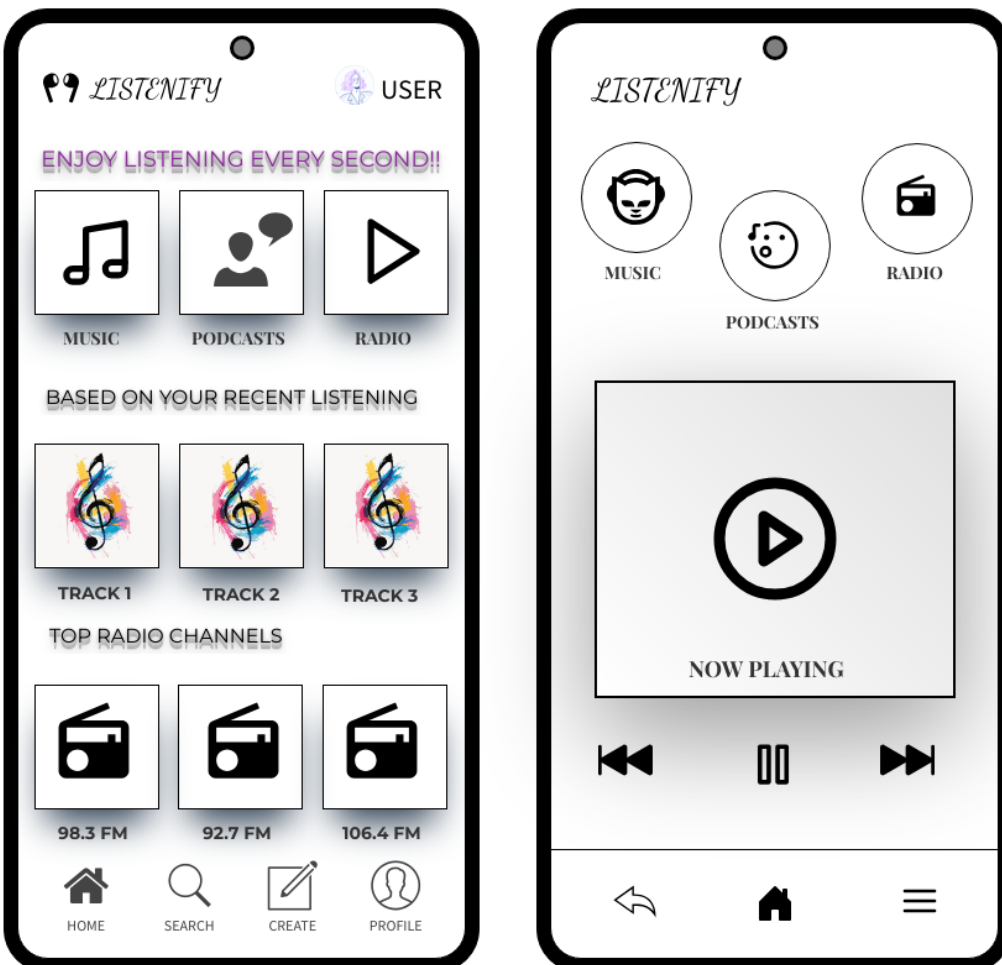 LISTENIFY USER
ENJOY LISTENING EVERY SECOND!!
MUSIC PODCASTS RADIO
BASED ON YOUR RECENT LISTENING
TRACK 1 TRACK 2 TRACK 3
TOP RADIO CHANNELS
98.3 FM 92.7 FM 106.4 FM
HOME SEARCH CREATE PROFILE
LISTENIFY
MUSIC RADIO
PODCASTS
NOW PLAYING